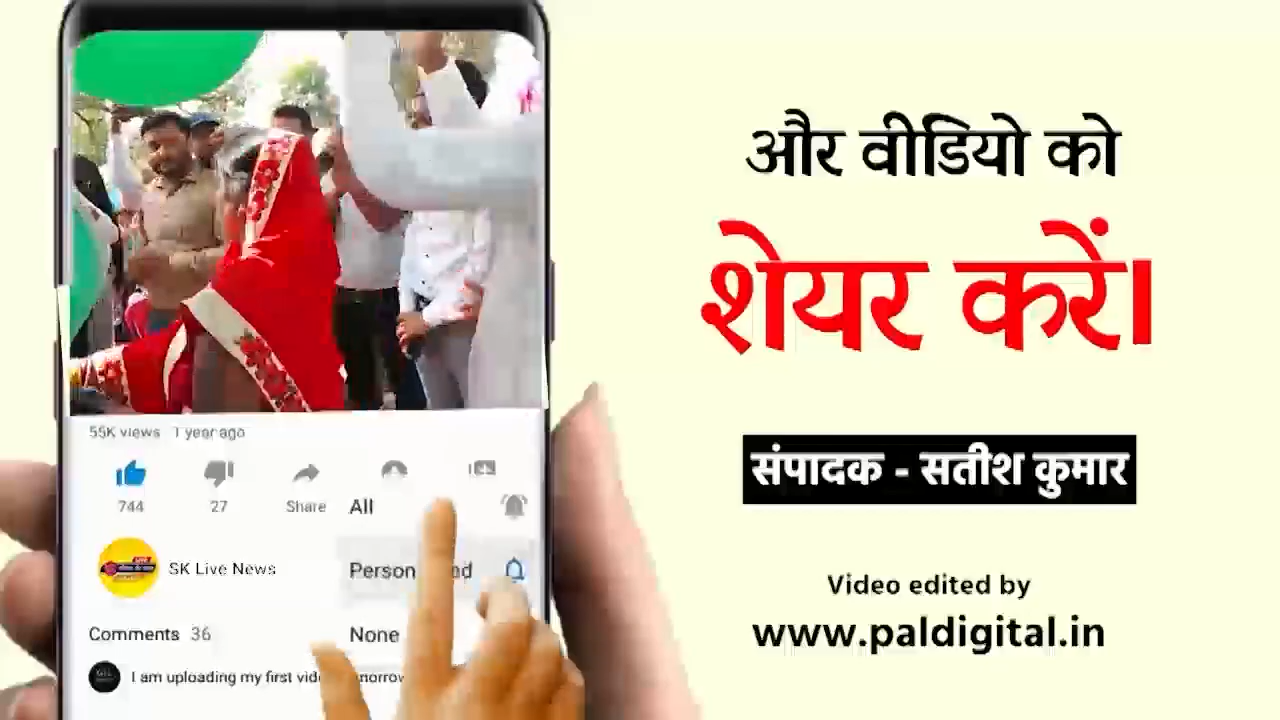 और वीडियो को
शेयर करें।
संपादक - सतीश कुमार
Video edited by
www.paldigital.in
55K views 1 year ago
744
27
Share
All
SK Live News
Comments 36
None
I am uploading my first